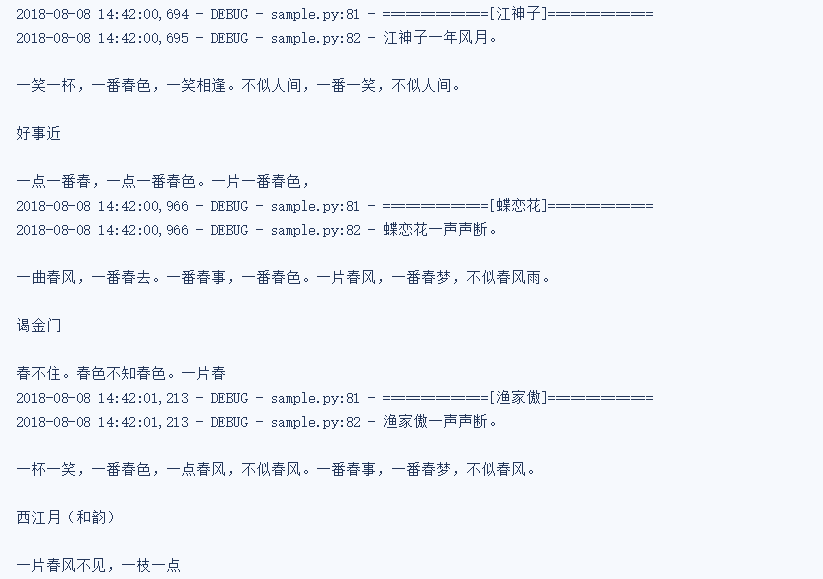 2018-08-08 14:42:00,694 - DEBUG - sample.py:81 - ==============[江神子]==============
2018-08-08 14:42:00,695 - DEBUG - sample.py:82 - 江神子一年风月。
一笑一杯，一番春色，一笑相逢。不似人间，一番一笑，不似人间。
好事近
一点一番春，一点一番春色。一片一番春色，
2018-08-08 14:42:00,966 - DEBUG - sample.py:81 - ==============[蝶恋花]==============
2018-08-08 14:42:00,966 - DEBUG - sample.py:82 - 蝶恋花一声声断。
一曲春风，一番春去。一番春事，一番春色。一片春风，一番春梦，不似春风雨。
谒金门
春不住。春色不知春色。一片春
2018-08-08 14:42:01,213 - DEBUG - sample.py:81 - ==============[渔家傲]==============
2018-08-08 14:42:01,213 - DEBUG - sample.py:82 - 渔家傲一声声断。
一杯一笑，一番春色，一点春风，不似春风。一番春事，一番春梦，不似春风。
西江月（和韵）
一片春风不见，一枝一点